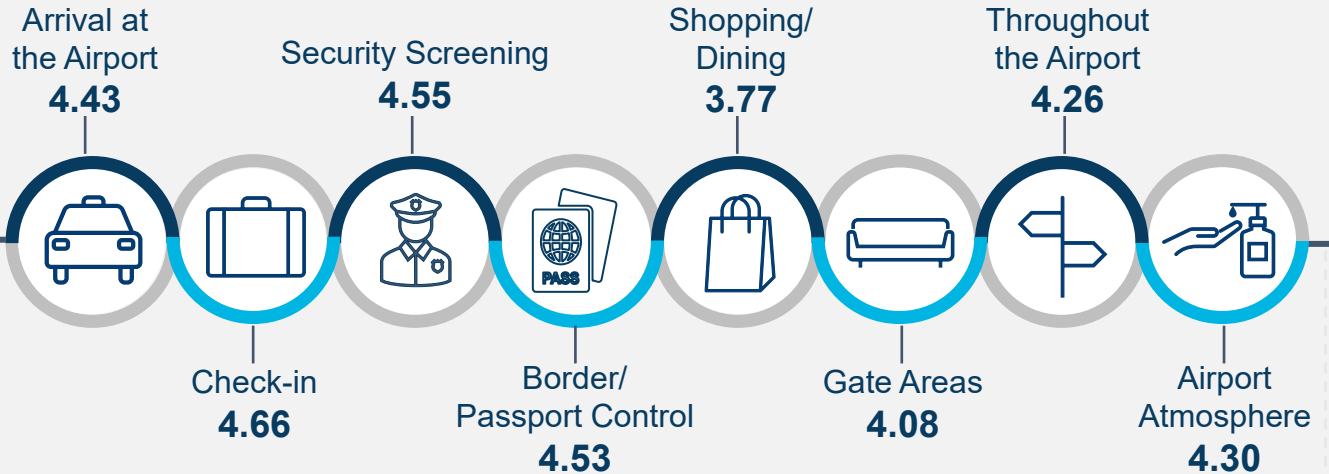 Arrival at
the Airport
4.43
Check-in
4.66
Security Screening
4.55
PASS
Border/
Passport Control
4.53
Shopping/
Dining
3.77
Gate Areas
4.08
Throughout
the Airport
4.26
Airport
Atmosphere
4.30